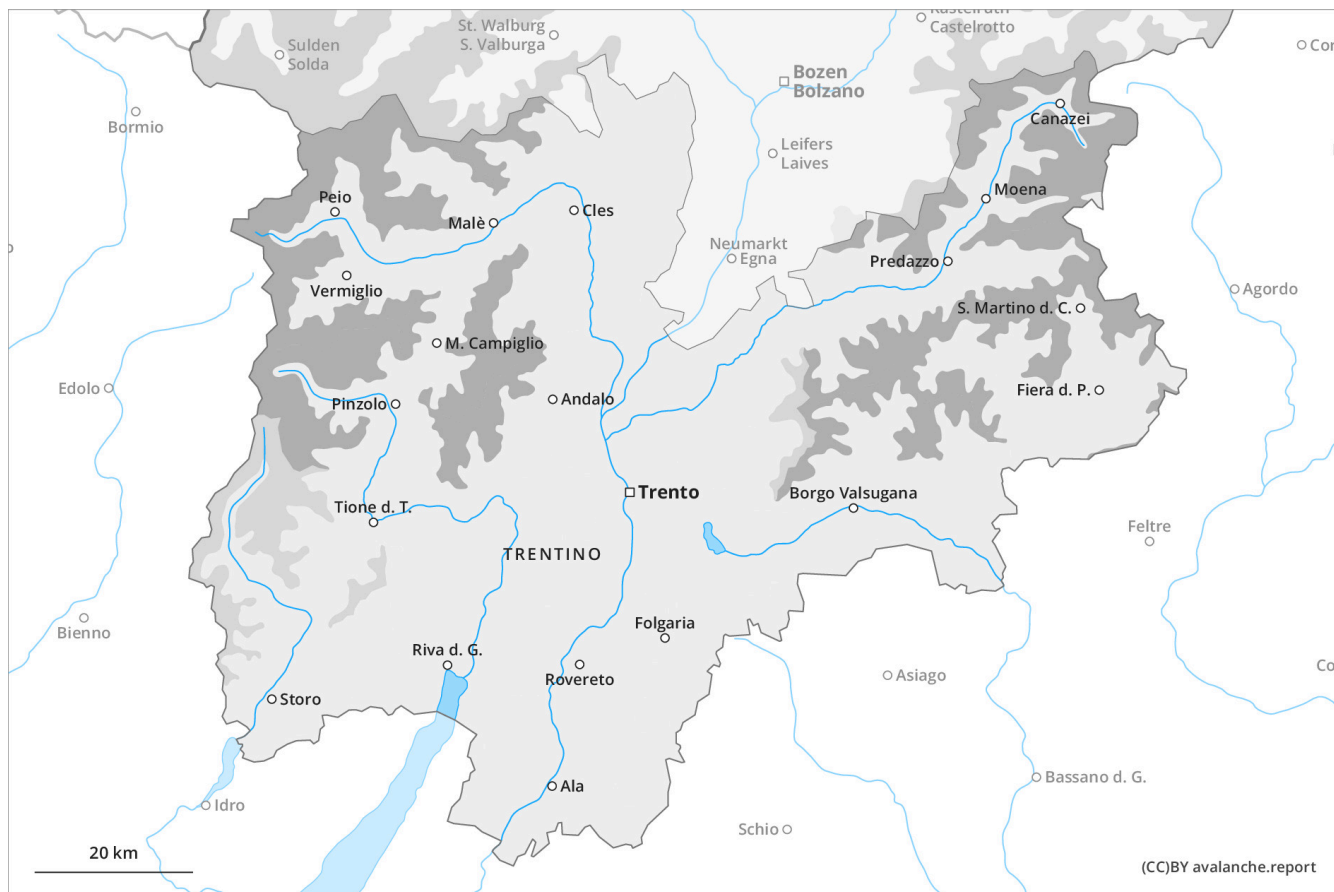 Kastelruth
Castelrotto
St. Walburg
S. Valburga
Sulden
Solda
Bozen
Bolzano
Bormio
Canazei
Leifers
Laives
Moena
Peio
Malè
Cles
Neumarkt
Egna
Predazzo
Vermiglio
Agordo
S. Martino d. C.
M. Campiglio
Edolo
Pinzolo
Andalo
Fiera d. P.
Trento
Borgo Valsugana
Tione d. T.
Feltre
TRENTINO
Bienno
Folgaria
Riva d. G.
Rovereto
Asiago
Storo
Bassano d. G.
Ala
Idro
Schio
20 km
(CC)BY avalanche.report